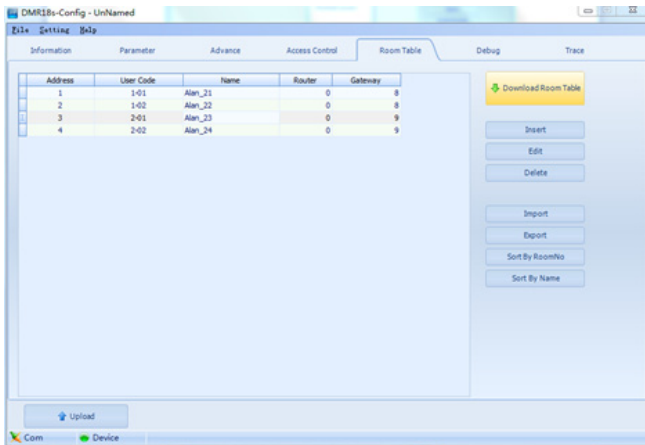 DMR18s-Config - UnNamed
File Setting Help
Information Parameter Advance Access Control Room Table Debug Trace
Address User Code Name Router Gateway
1 1-01 Alan_21 0 8
2 1-02 Alan_22 0 8
3 2-01 Alan_23 0 9
4 2-02 Alan_24 0 9
Download Room Table
Insert
Edit
Delete
Import
Export
Sort By RoomNo
Sort By Name
Upload
Com Device